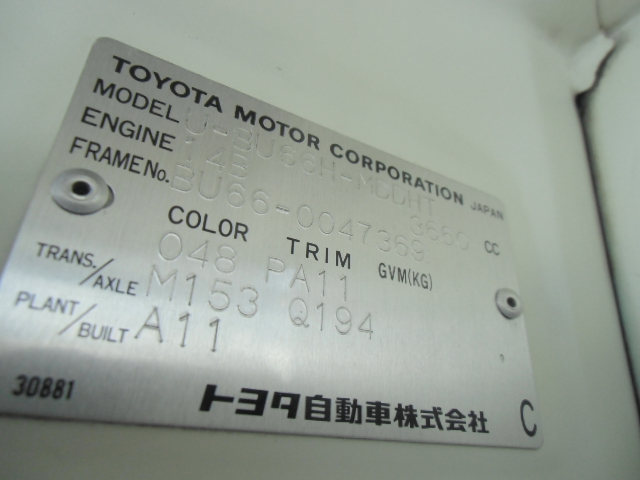 TOYOTA MOTOR CORPORATION JAPAN
MODEL U-BU66H-MDDHT
ENGINE 14B 3660 CC
FRAME No. BU66-0047369
COLOR TRIM GVM(KG)
048 PA11
TRANS./AXLE M153 Q194
PLANT/BUILT A11
30881 トヨタ自動車株式会社 C